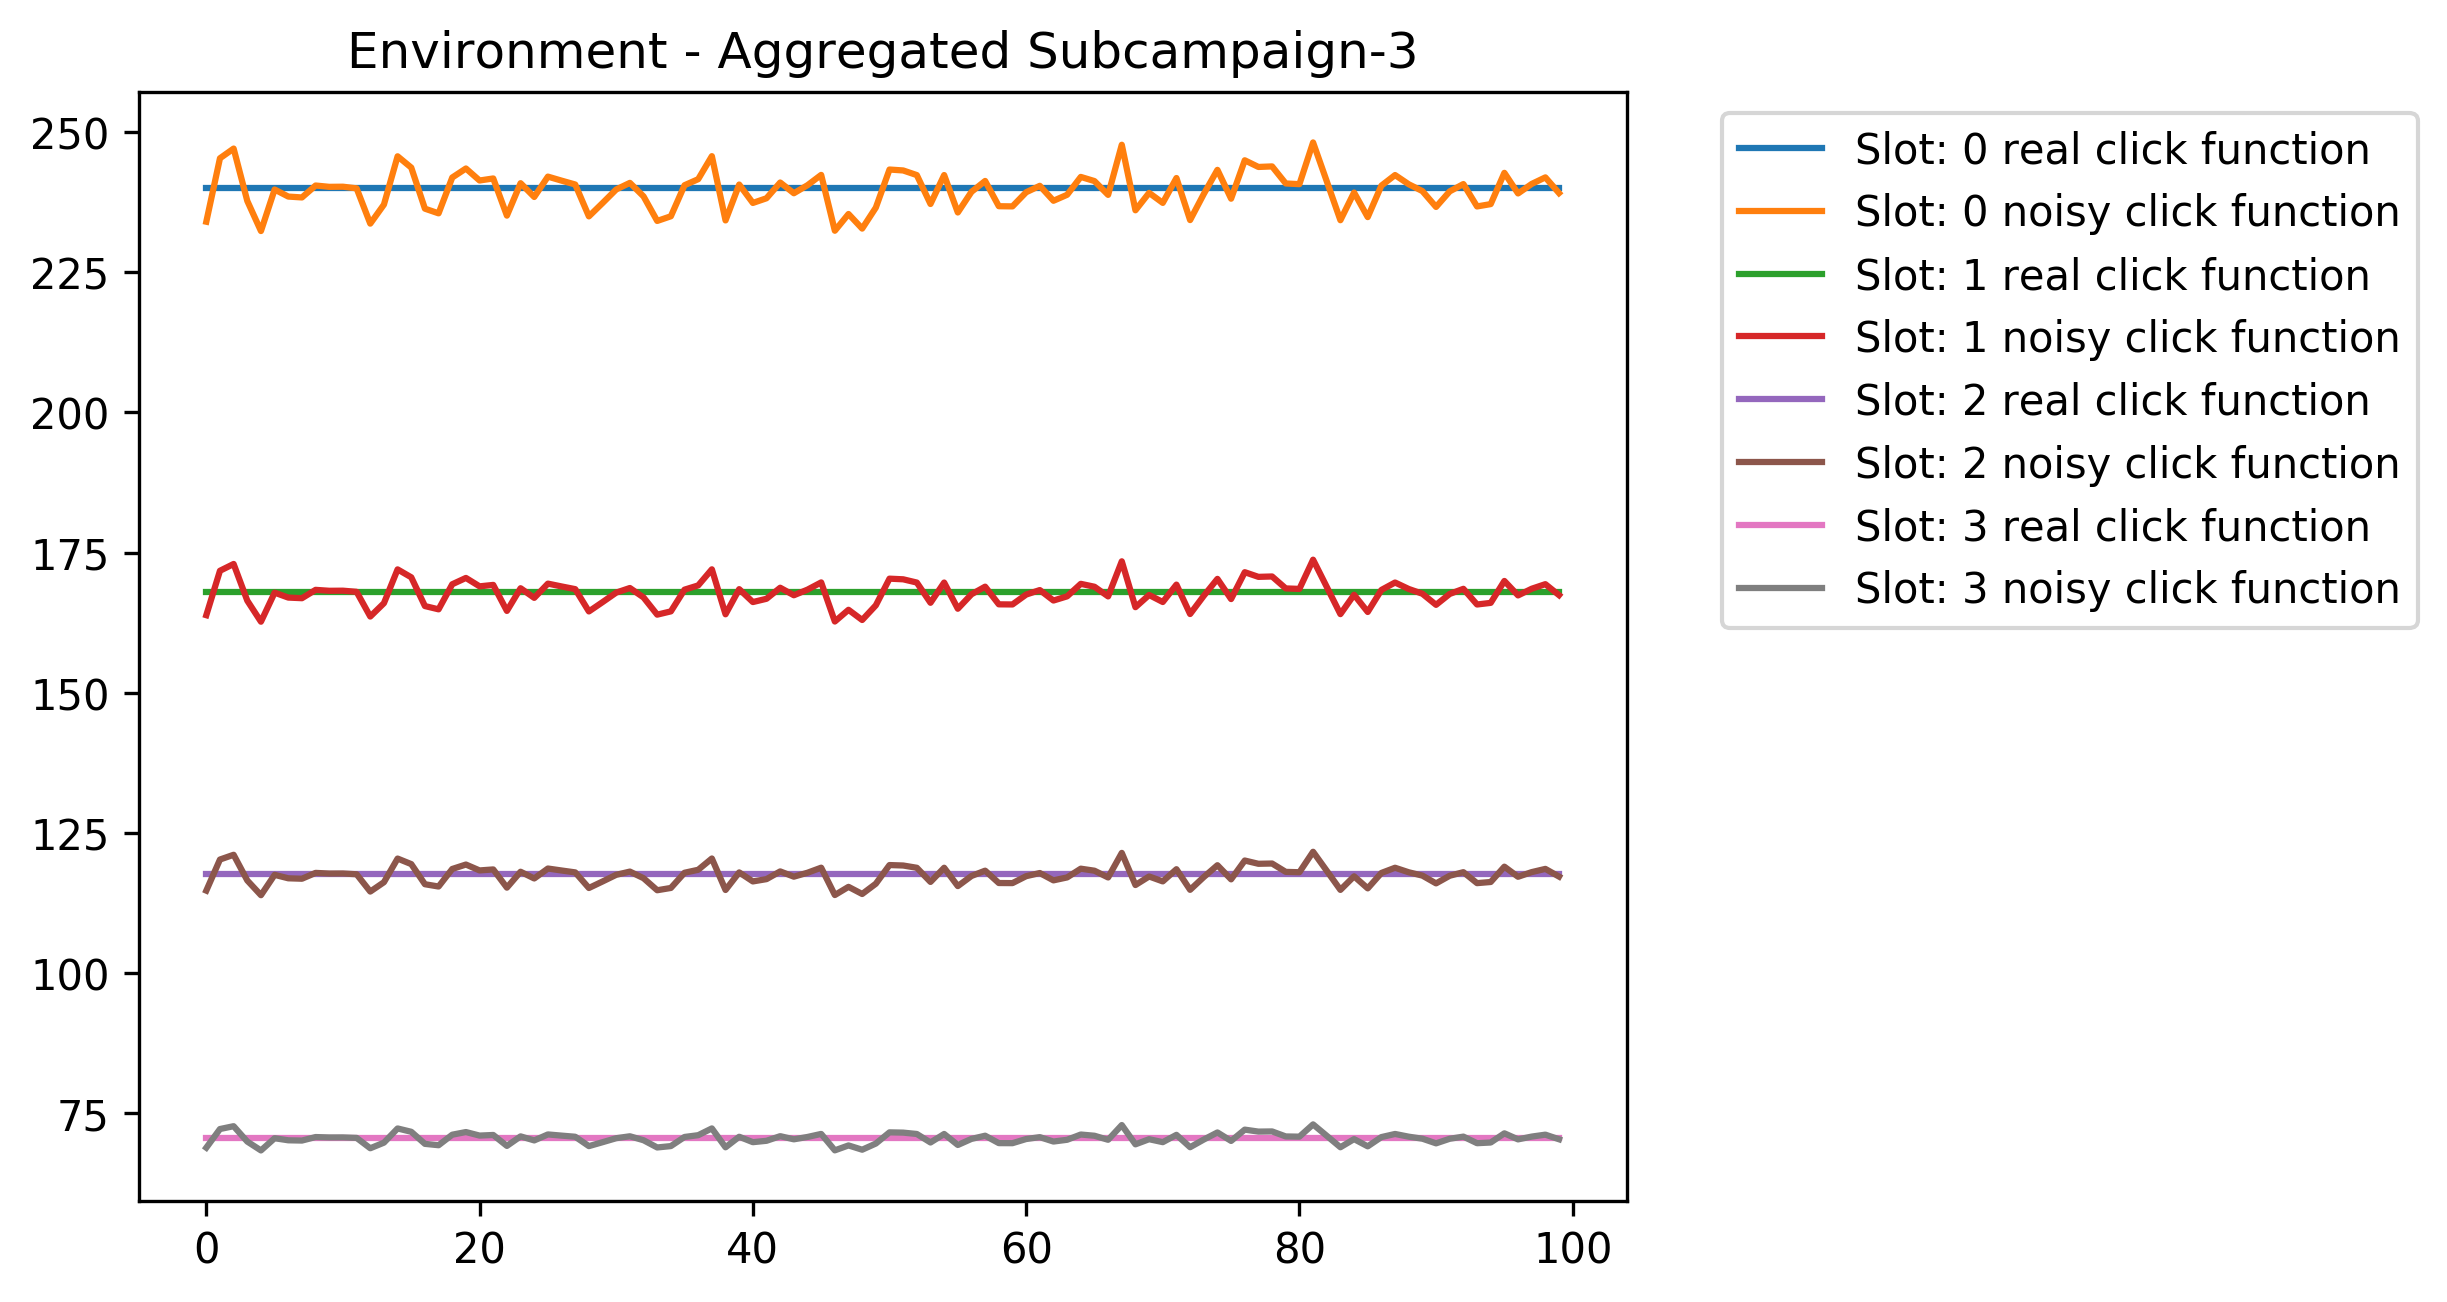 Environment - Aggregated Subcampaign-3
250
225
200
175
150
125
100
75
0 20 40 60 80 100
Slot: 0 real click function
Slot: 0 noisy click function
Slot: 1 real click function
Slot: 1 noisy click function
Slot: 2 real click function
Slot: 2 noisy click function
Slot: 3 real click function
Slot: 3 noisy click function